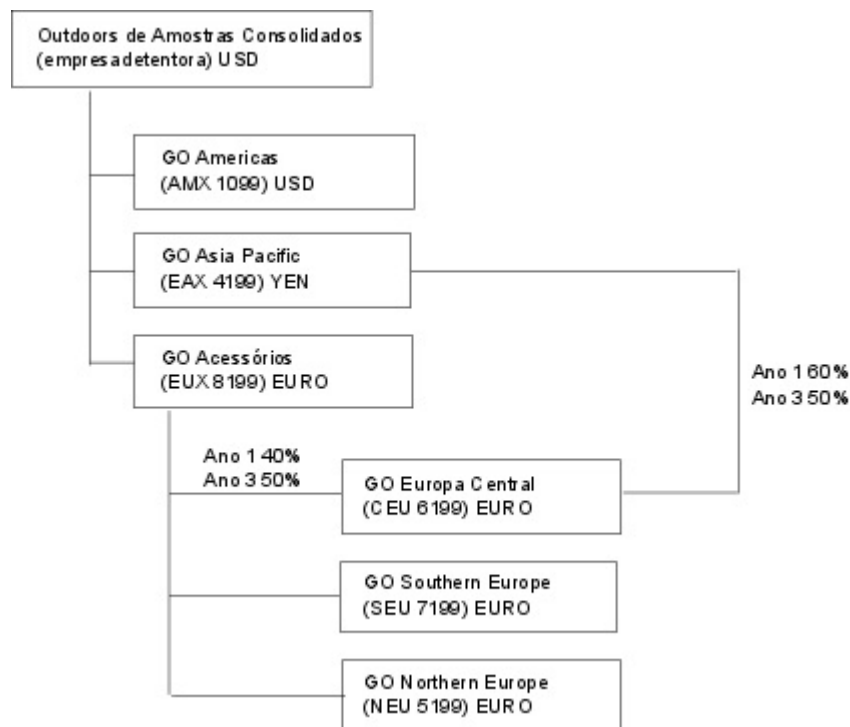 Outdoors de Amostras Consolidados
(empresadetentora) USD
GO Americas
(AMX 1099) USD
GO Asia Pacific
(EAX 4199) YEN
GO Acessórios
(EUX 8199) EURO
Ano 1 60%
Ano 3 50%
Ano 1 40%
Ano 3 50%
GO Europa Central
(CEU 6199) EURO
GO Southern Europe
(SEU 7199) EURO
GO Northern Europe
(NEU 5199) EURO